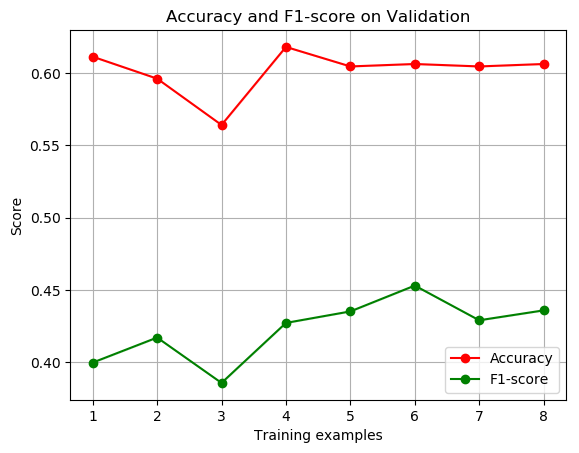 Accuracy and F1-score on Validation
0.60
0.55
0.50
0.45
0.40
Score
1 2 3 4 5 6 7 8
Training examples
Accuracy
F1-score